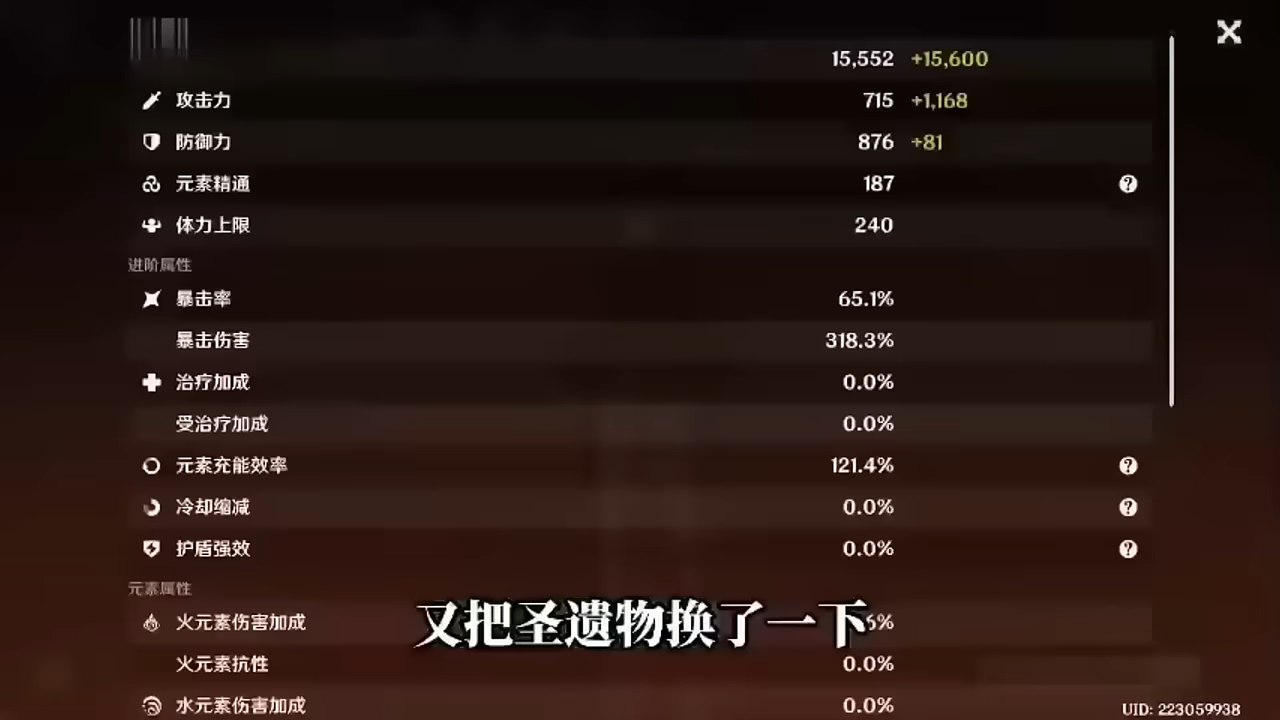 15,552 +15,600
攻击力 715 +1,168
防御力 876 +81
元素精通 187 ?
体力上限 240
进阶属性
暴击率 65.1%
暴击伤害 318.3%
治疗加成 0.0%
受治疗加成 0.0%
元素充能效率 121.4% ?
冷却缩减 0.0% ?
护盾强效 0.0% ?
元素属性
火元素伤害加成 6%
又把圣遗物换了一下
火元素抗性 0.0%
水元素伤害加成 0.0%
UID: 223059938